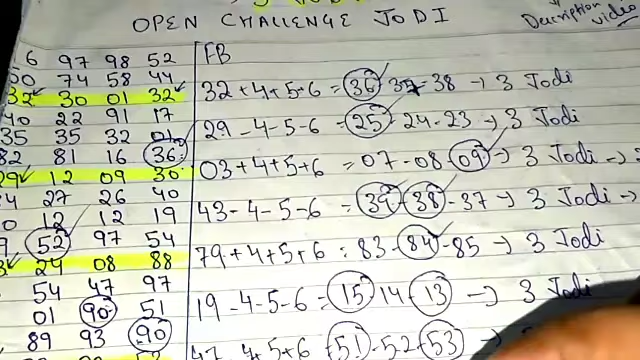 OPEN CHALLENGE JODI
Description
video
6 97 98 52
50 74 58 44
32 30 01 32
40 22 91 17
35 35 32 01
82 81 16 36
29 12 09 30
27 26 40
12 12 19
52 97 54
24 08 88
54 47 97
01 90 51
89 93 90
FB
32+4+5+6 = 36 37 - 38 → 3 Jodi
29-4-5-6 = 25 - 24 - 23 → 3 Jodi
03+4+5+6 = 07 - 08 - 09 → 3 Jodi →
43-4-5-6 = 39 - 38 - 37 → 3 Jodi →
79+4+5+6 = 83 - 84 - 85 → 3 Jodi
19-4-5-6 = 15 14 - 13 → 3 Jodi
47 4+5+6 51 - 52 - 53 →